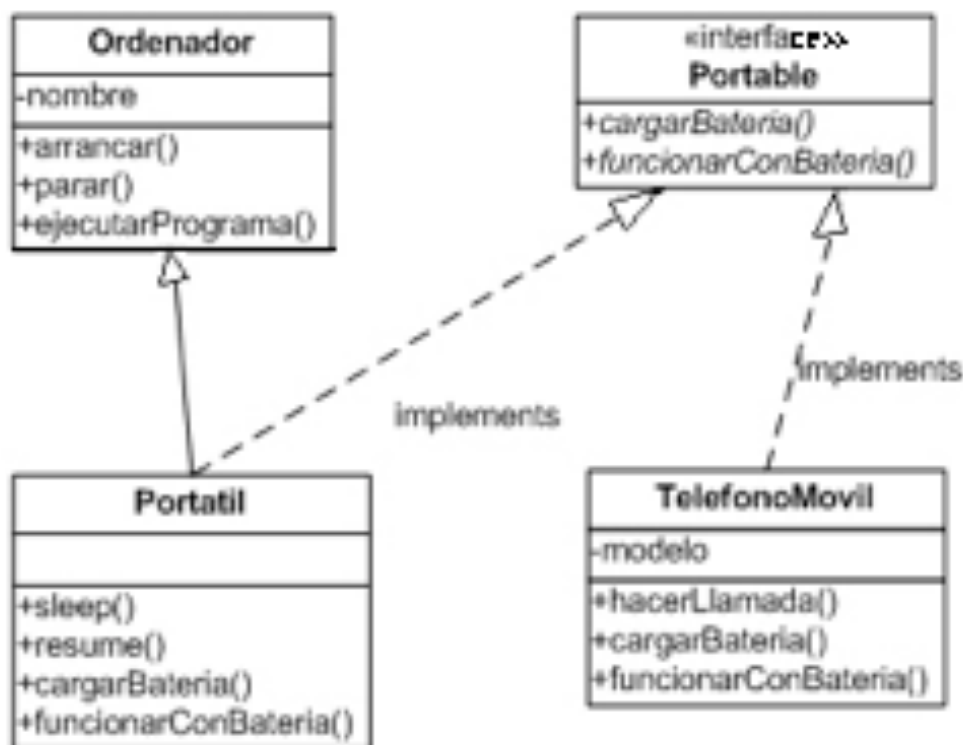 Ordenador
-nombre
+arrancar()
+parar()
+ejecutarPrograma()
«interface»
Portable
+cargarBateria()
+funcionarConBateria()
implements
implements
Portatil
+sleep()
+resume()
+cargarBateria()
+funcionarConBateria()
TelefonoMovil
-modelo
+hacerLlamada()
+cargarBateria()
+funcionarConBateria()